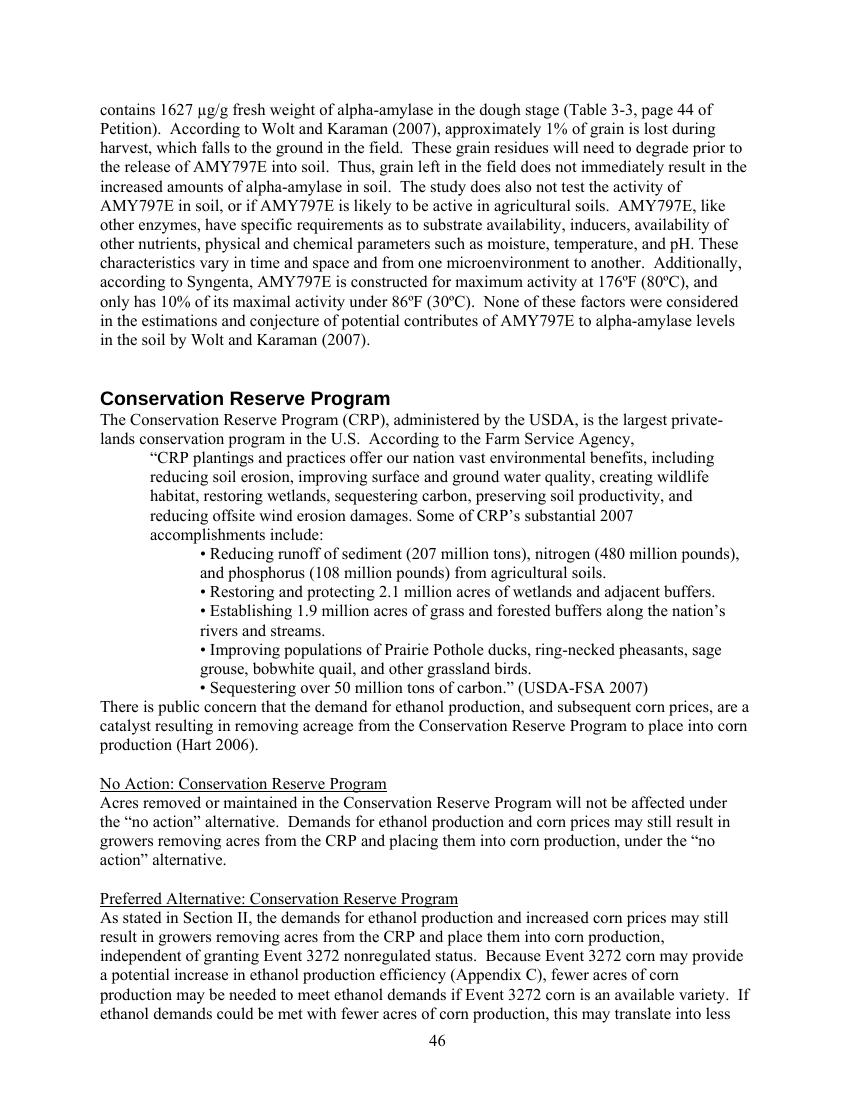 contains 1627 µg/g fresh weight of alpha-amylase in the dough stage (Table 3-3, page 44 of
Petition).  According to Wolt and Karaman (2007), approximately 1% of grain is lost during
harvest, which falls to the ground in the field.  These grain residues will need to degrade prior to
the release of AMY797E into soil.  Thus, grain left in the field does not immediately result in the
increased amounts of alpha-amylase in soil.  The study does also not test the activity of
AMY797E in soil, or if AMY797E is likely to be active in agricultural soils.  AMY797E, like
other enzymes, have specific requirements as to substrate availability, inducers, availability of
other nutrients, physical and chemical parameters such as moisture, temperature, and pH. These
characteristics vary in time and space and from one microenvironment to another.  Additionally,
according to Syngenta, AMY797E is constructed for maximum activity at 176ºF (80ºC), and
only has 10% of its maximal activity under 86ºF (30ºC).  None of these factors were considered
in the estimations and conjecture of potential contributes of AMY797E to alpha-amylase levels
in the soil by Wolt and Karaman (2007).
Conservation Reserve Program
The Conservation Reserve Program (CRP), administered by the USDA, is the largest private-
lands conservation program in the U.S.  According to the Farm Service Agency,
“CRP plantings and practices offer our nation vast environmental benefits, including
reducing soil erosion, improving surface and ground water quality, creating wildlife
habitat, restoring wetlands, sequestering carbon, preserving soil productivity, and
reducing offsite wind erosion damages. Some of CRP’s substantial 2007
accomplishments include:
• Reducing runoff of sediment (207 million tons), nitrogen (480 million pounds),
and phosphorus (108 million pounds) from agricultural soils.
• Restoring and protecting 2.1 million acres of wetlands and adjacent buffers.
• Establishing 1.9 million acres of grass and forested buffers along the nation’s
rivers and streams.
• Improving populations of Prairie Pothole ducks, ring-necked pheasants, sage
grouse, bobwhite quail, and other grassland birds.
• Sequestering over 50 million tons of carbon.” (USDA-FSA 2007)
There is public concern that the demand for ethanol production, and subsequent corn prices, are a
catalyst resulting in removing acreage from the Conservation Reserve Program to place into corn
production (Hart 2006).
No Action: Conservation Reserve Program
Acres removed or maintained in the Conservation Reserve Program will not be affected under
the “no action” alternative.  Demands for ethanol production and corn prices may still result in
growers removing acres from the CRP and placing them into corn production, under the “no
action” alternative.
Preferred Alternative: Conservation Reserve Program
As stated in Section II, the demands for ethanol production and increased corn prices may still
result in growers removing acres from the CRP and place them into corn production,
independent of granting Event 3272 nonregulated status.  Because Event 3272 corn may provide
a potential increase in ethanol production efficiency (Appendix C), fewer acres of corn
production may be needed to meet ethanol demands if Event 3272 corn is an available variety.  If
ethanol demands could be met with fewer acres of corn production, this may translate into less
46